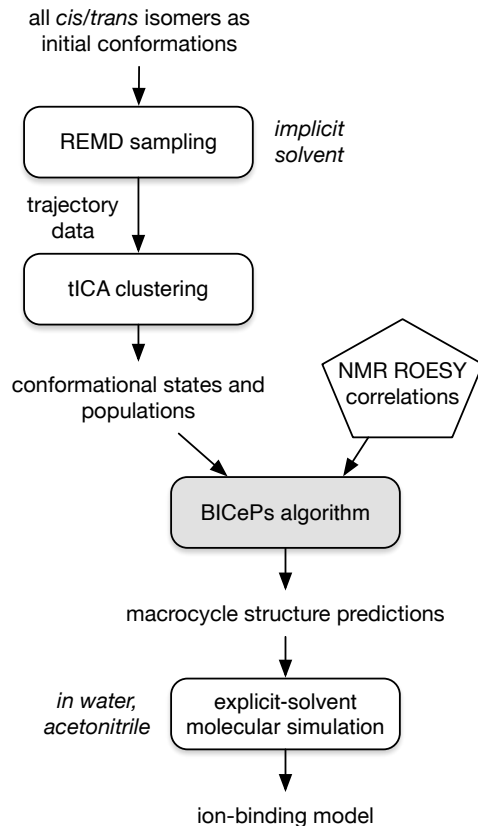 all cis/trans isomers as
initial conformations
REMD sampling
implicit
solvent
trajectory
data
tICA clustering
conformational states and
populations
NMR ROESY
correlations
BICePs algorithm
macrocycle structure predictions
in water,
acetonitrile
explicit-solvent
molecular simulation
ion-binding model